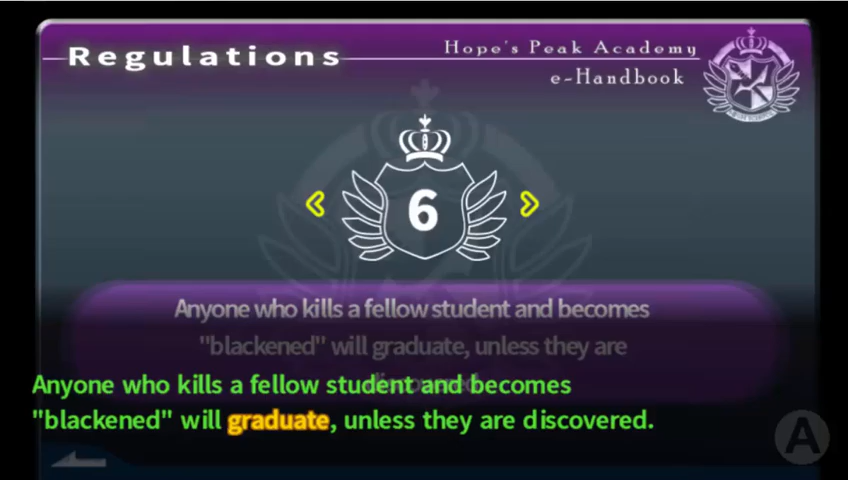 Regulations
Hope's Peak Academy
e-Handbook
6
Anyone who kills a fellow student and becomes
"blackened" will graduate, unless they are
discovered.
Anyone who kills a fellow student and becomes
"blackened" will graduate, unless they are discovered.
A